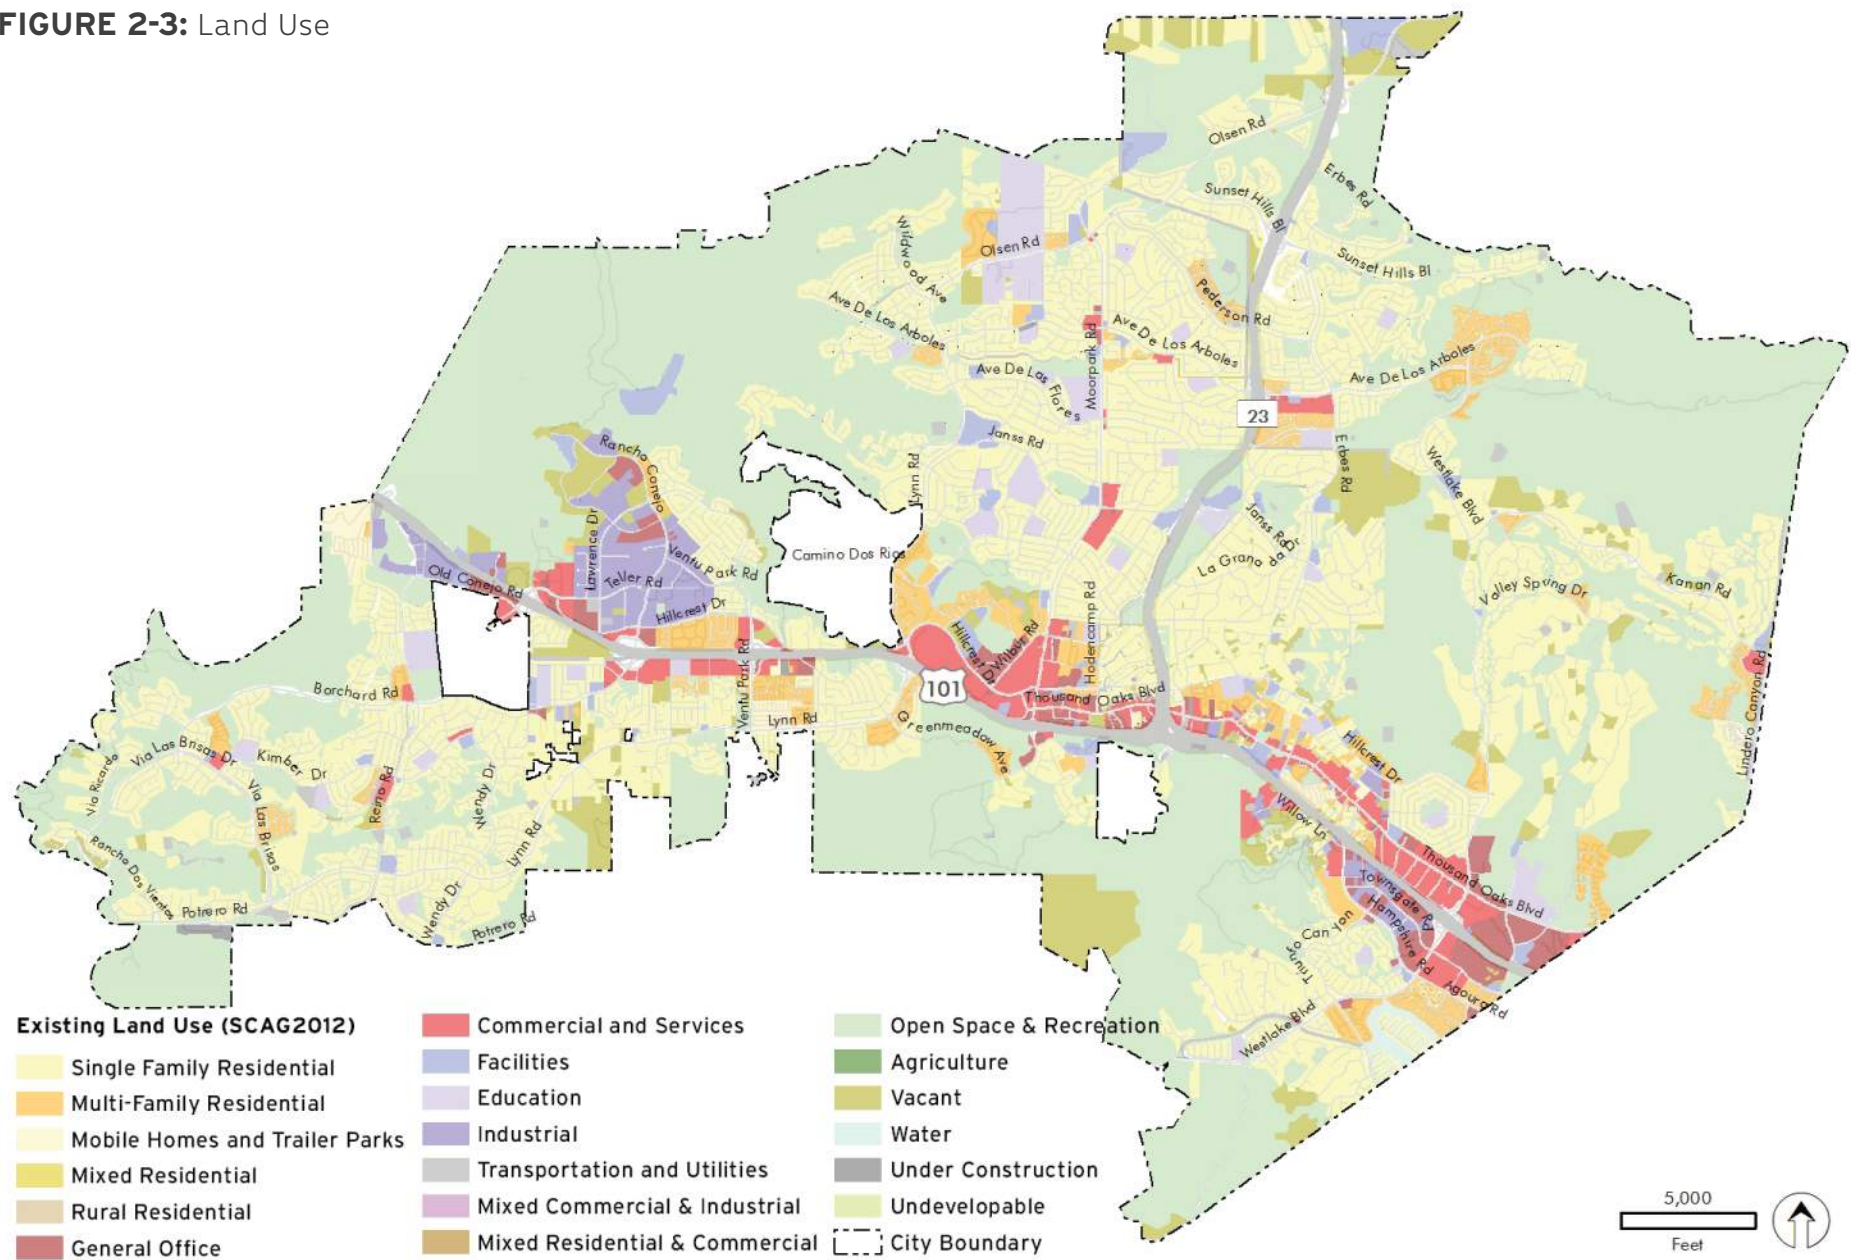 FIGURE 2-3: Land Use
Olsen Rd
Erbes Rd
Sunset Hills Bl
Sunset Hills Bl
Wildwood Ave
Olsen Rd
Pederson Rd
Ave De Los Arboles
Ave De Los Arboles
Ave De Los Arboles
Moorpark Rd
Ave De Las Flores
23
Janss Rd
Erbes Rd
Westlake Blvd
Rancho Conejo
Lynn Rd
Janss Rd
La Granada Dr
Camino Dos Rios
Lawrence Dr
Ventu Park Rd
Teller Rd
Old Conejo Rd
Hillcrest Dr
Valley Spring Dr
Kanan Rd
Hodencamp Rd
Hillcrest Dr
Wilbur Rd
Ventu Park Rd
Lindero Canyon Rd
101
Thousand Oaks Blvd
Borchard Rd
Lynn Rd
Greenmeadow Ave
Hillcrest Dr
Via Ricardo
Via Las Brisas Dr
Kimber Dr
Via Las Brisas
Reino Rd
Wendy Dr
Lynn Rd
Willow Ln
Thousand Oaks Blvd
Townsgate Rd
Hampshire Rd
Rancho Dos Vientos
Potrero Rd
Wendy Dr
Potrero Rd
Triunfo Canyon
Agoura Rd
Westlake Blvd
Existing Land Use (SCAG2012)
Single Family Residential
Multi-Family Residential
Mobile Homes and Trailer Parks
Mixed Residential
Rural Residential
General Office
Commercial and Services
Facilities
Education
Industrial
Transportation and Utilities
Mixed Commercial & Industrial
Mixed Residential & Commercial
Open Space & Recreation
Agriculture
Vacant
Water
Under Construction
Undevelopable
City Boundary
5,000
Feet